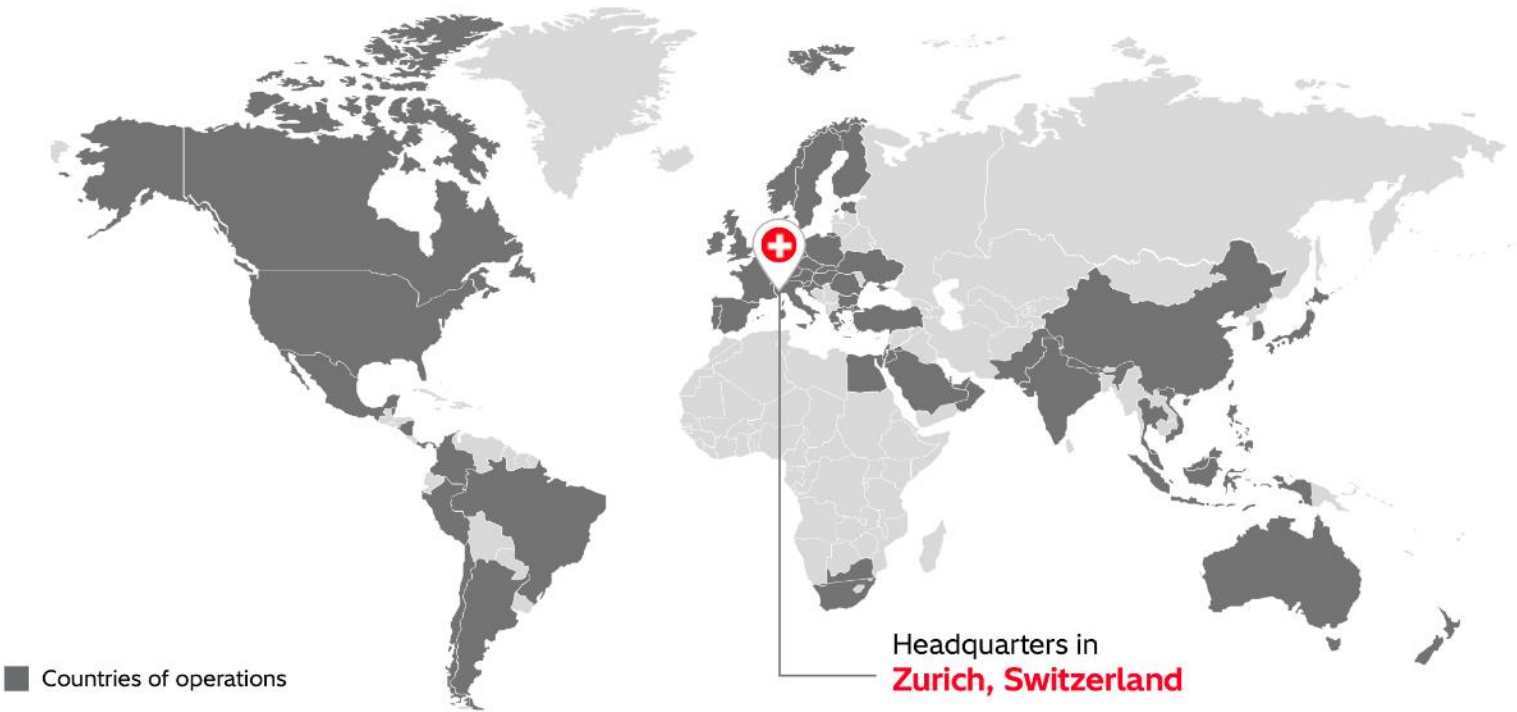 Headquarters in
Zurich, Switzerland
Countries of operations